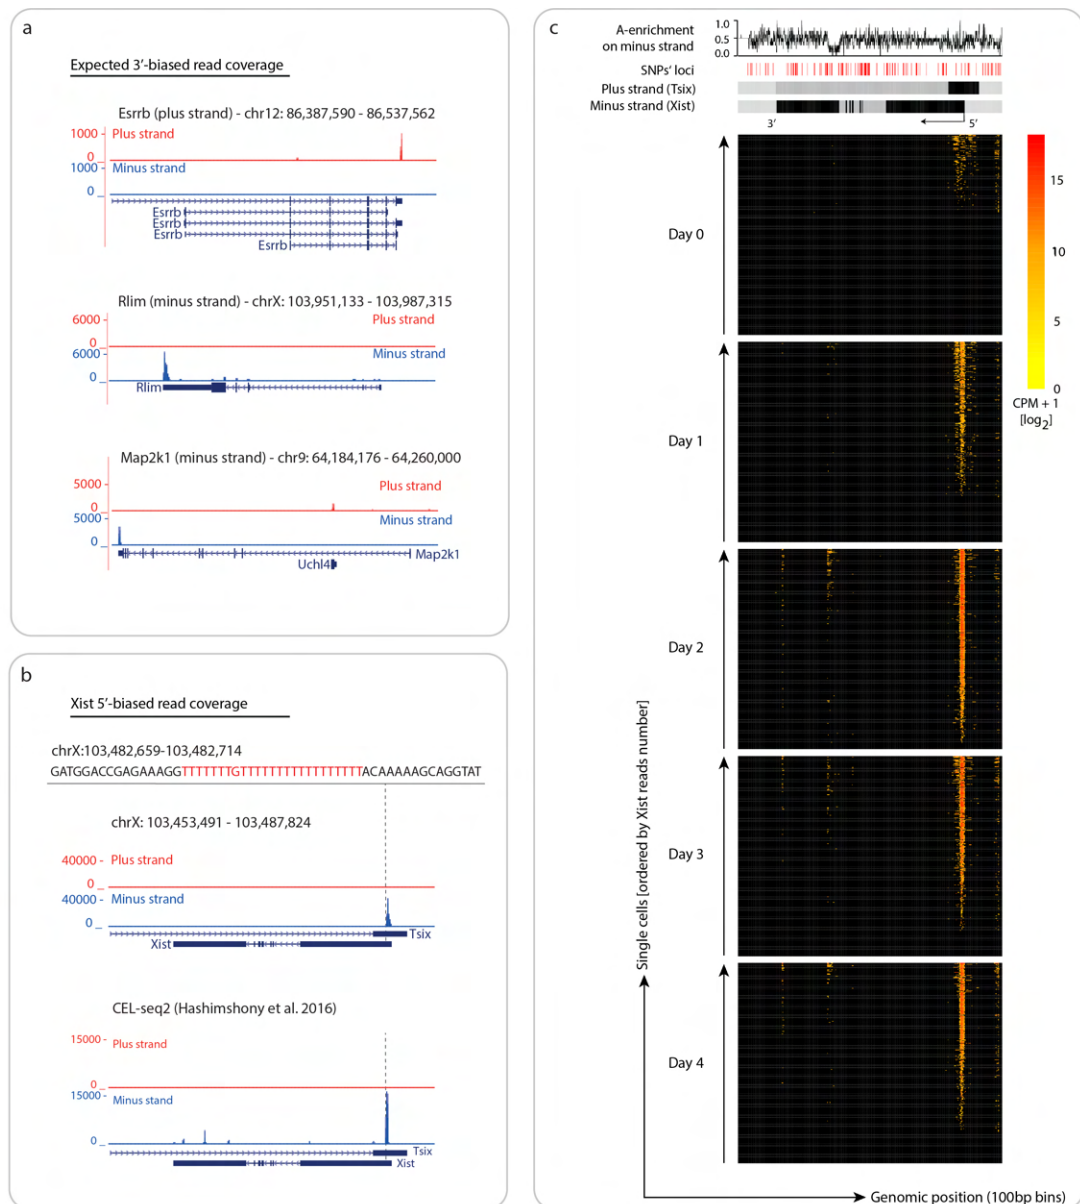 a
Expected 3'-biased read coverage
Esrrb (plus strand) - chr12: 86,387,590 - 86,537,562
1000 -
Plus strand
0 _
1000 -
Minus strand
0 _
Esrrb
Esrrb
Esrrb
Esrrb
Rlim (minus strand) - chrX: 103,951,133 - 103,987,315
6000 -
Plus strand
0 _
6000 -
Minus strand
0 _
Rlim
Map2k1 (minus strand) - chr9: 64,184,176 - 64,260,000
5000 -
Plus strand
0 _
5000 -
Minus strand
0 _
Map2k1
Uchl4
b
Xist 5'-biased read coverage
chrX:103,482,659-103,482,714
GATGGACCGAGAAAGGTTTTTTTGTTTTTTTTTTTTTTTTTACAAAAAGCAGGTAT
chrX: 103,453,491 - 103,487,824
40000 - Plus strand
0 _
40000 - Minus strand
0 _
Tsix
Xist
CEL-seq2 (Hashimshony et al. 2016)
15000 -
Plus strand
0 _
15000 - Minus stand
0 _
Tsix
Xist
c
A-enrichment
on minus strand
1.0
0.5
0.0
SNPs' loci
Plus strand (Tsix)
Minus strand (Xist)
3'
5'
Day 0
Day 1
Day 2
Day 3
Day 4
15
10
5
0
CPM + 1
[log2]
Single cells [ordered by Xist reads number]
Genomic position (100bp bins)